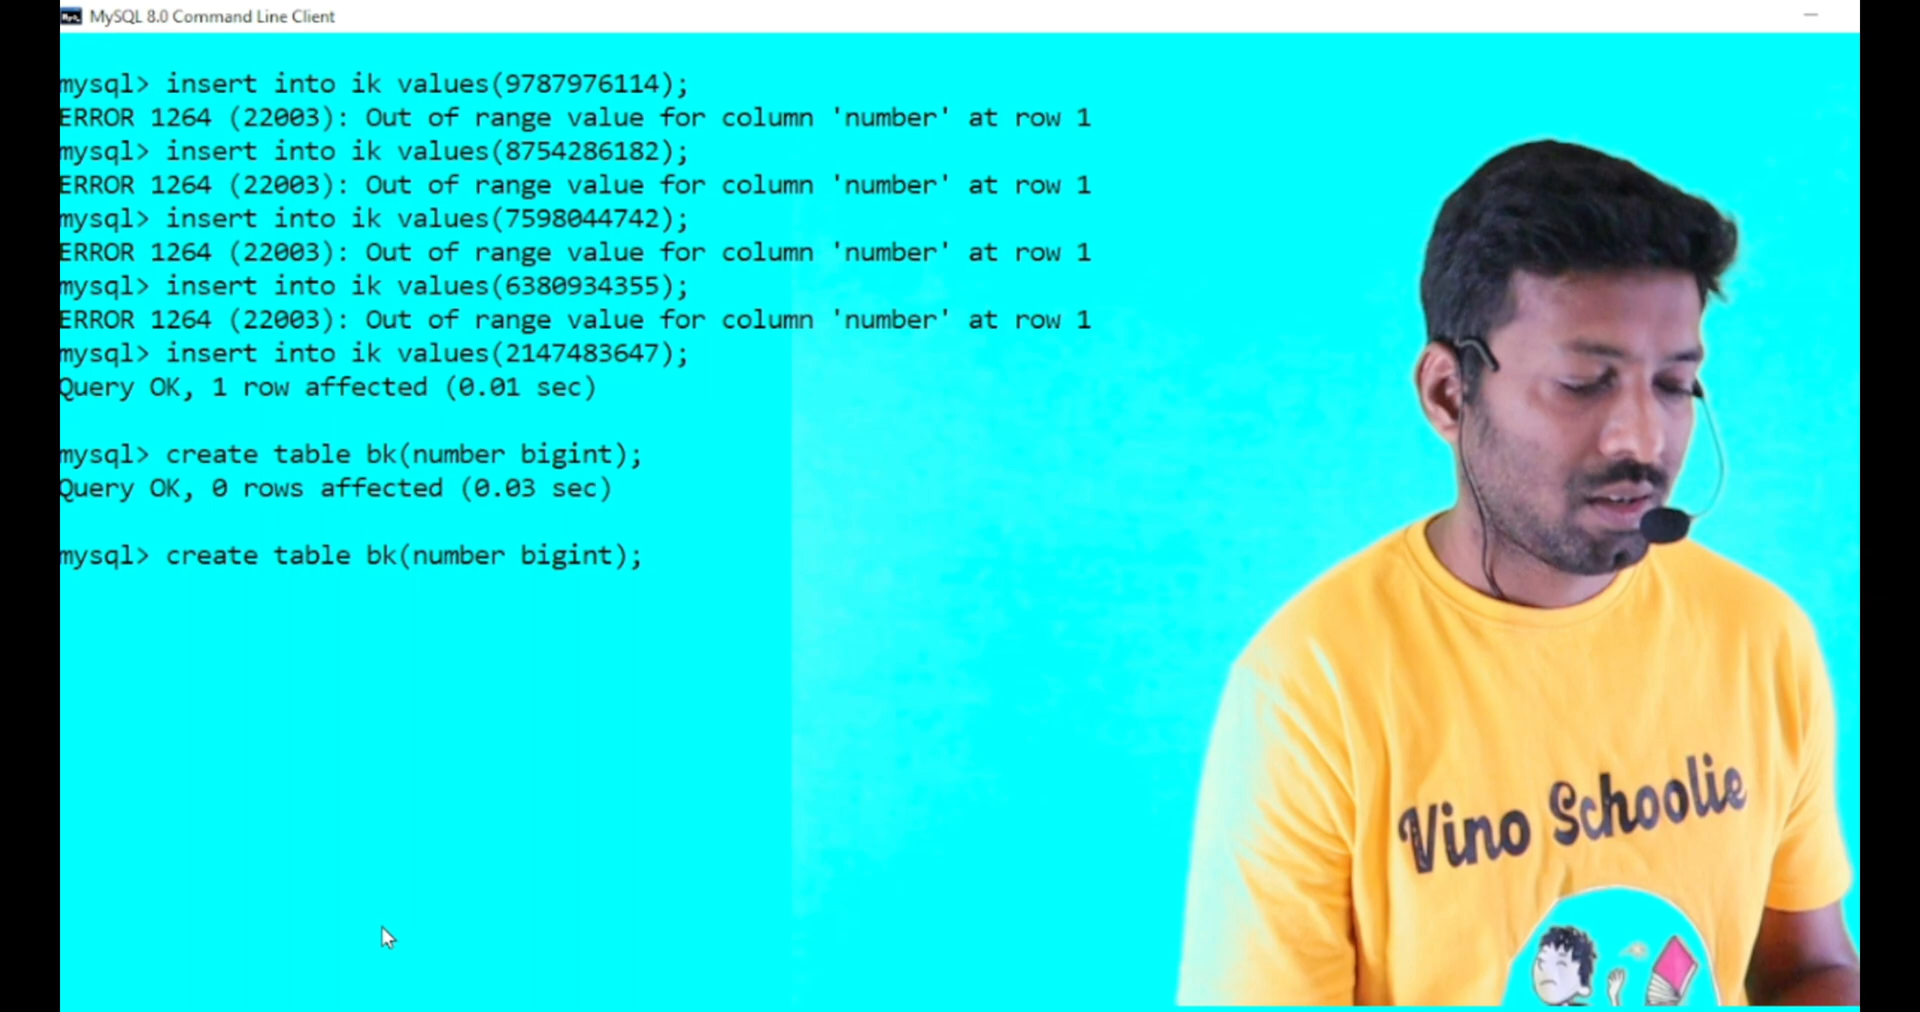 MySQL 8.0 Command Line Client
mysql> insert into ik values(9787976114);
ERROR 1264 (22003): Out of range value for column 'number' at row 1
mysql> insert into ik values(8754286182);
ERROR 1264 (22003): Out of range value for column 'number' at row 1
mysql> insert into ik values(7598044742);
ERROR 1264 (22003): Out of range value for column 'number' at row 1
mysql> insert into ik values(6380934355);
ERROR 1264 (22003): Out of range value for column 'number' at row 1
mysql> insert into ik values(2147483647);
Query OK, 1 row affected (0.01 sec)
mysql> create table bk(number bigint);
Query OK, 0 rows affected (0.03 sec)
mysql> create table bk(number bigint);
Vino Schoolie